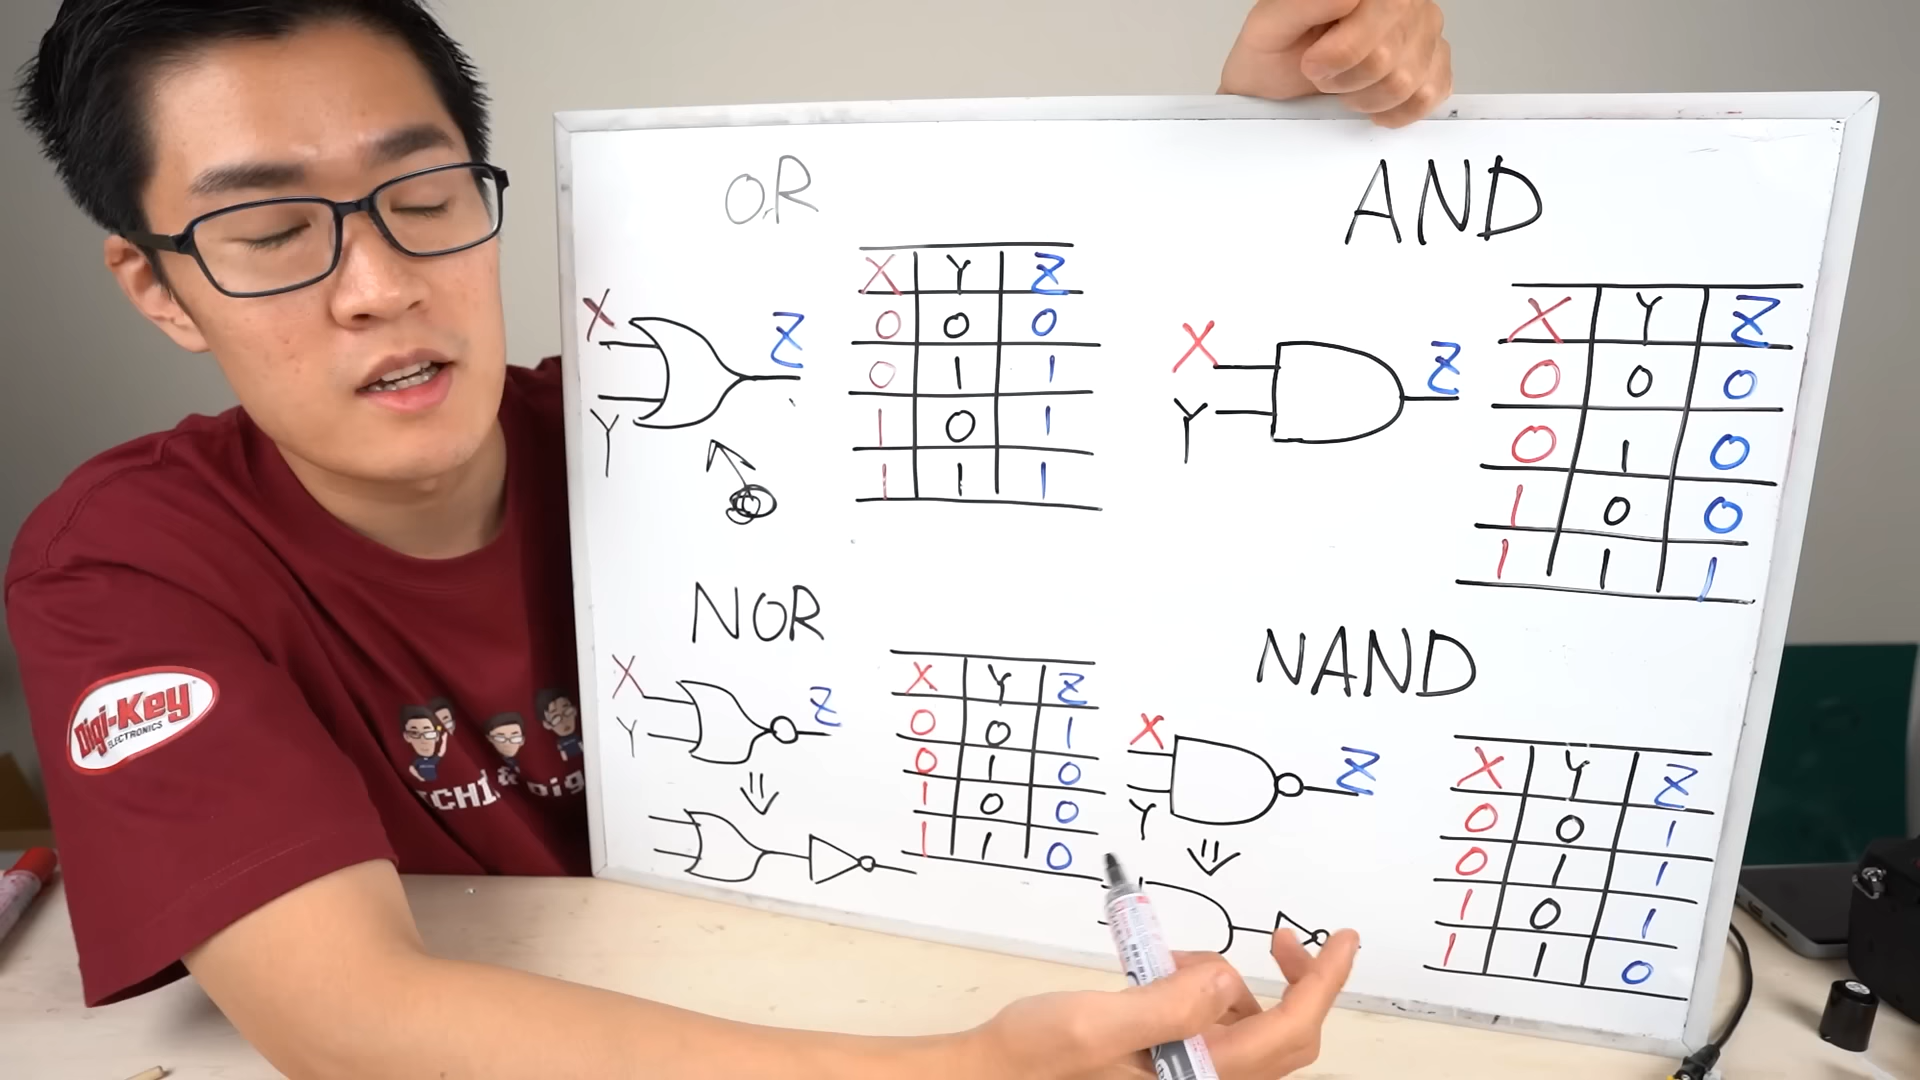 OR
X
Y
Z
X Y Z
0 0 0
0 1 1
1 0 1
1 1 1
AND
X
Y
Z
X Y Z
0 0 0
0 1 0
1 0 0
1 1 1
NOR
X
Y
Z
X Y Z
0 0 1
0 1 0
1 0 0
1 1 0
NAND
X
Y
Z
X Y Z
0 0 1
0 1 1
1 0 1
1 1 0
Digi-Key
ELECTRONICS